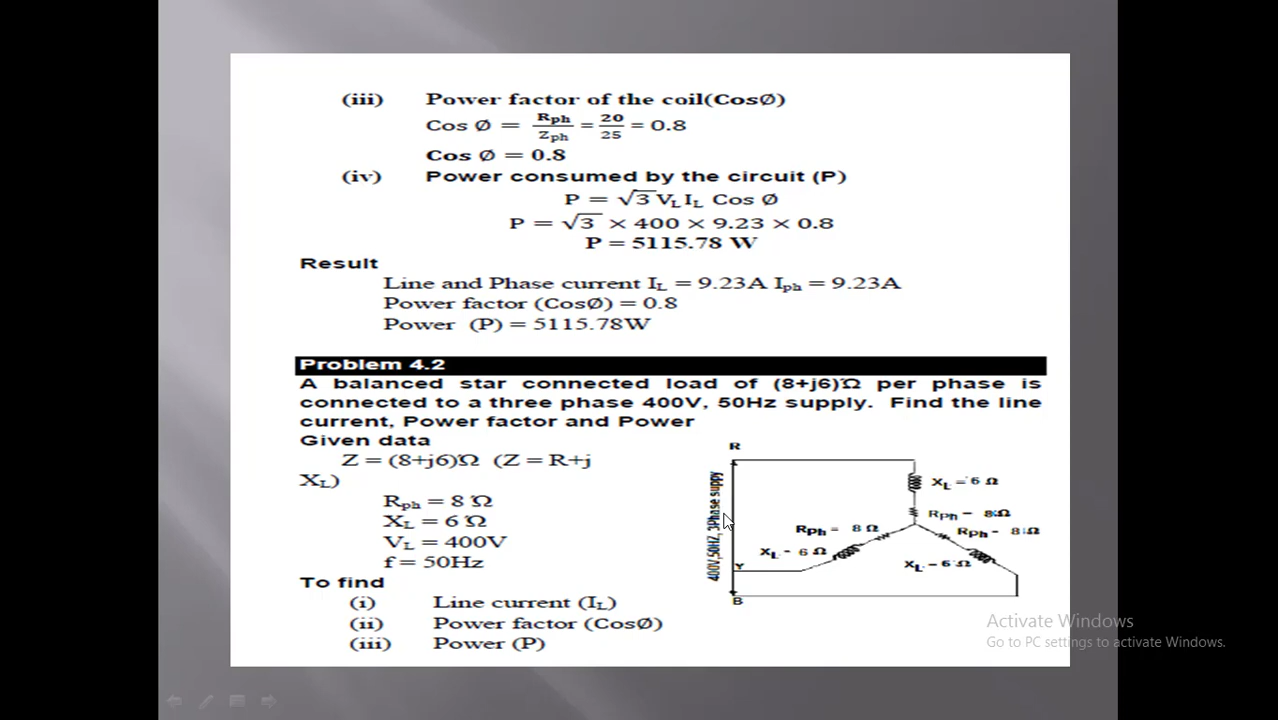 (iii) Power factor of the coil(CosØ)
Cos Ø = Rph/Zph = 20/25 = 0.8
Cos Ø = 0.8
(iv) Power consumed by the circuit (P)
P = √3 VL IL Cos Ø
P = √3 × 400 × 9.23 × 0.8
P = 5115.78 W
Result
Line and Phase current IL = 9.23A Iph = 9.23A
Power factor (CosØ) = 0.8
Power (P) = 5115.78W
Problem 4.2
A balanced star connected load of (8+j6)Ω per phase is
connected to a three phase 400V, 50Hz supply. Find the line
current, Power factor and Power
Given data
Z = (8+j6)Ω (Z = R+j
XL)
Rph = 8 Ω
XL = 6 Ω
VL = 400V
f = 50Hz
To find
(i) Line current (IL)
(ii) Power factor (CosØ)
(iii) Power (P)
R
400V,50HZ, 3Phase suppy
XL = 6 Ω
Rph = 8Ω
Rph = 8 Ω
Rph = 8 Ω
XL = 6 Ω
XL = 6 Ω
Y
B
Activate Windows
Go to PC settings to activate Windows.